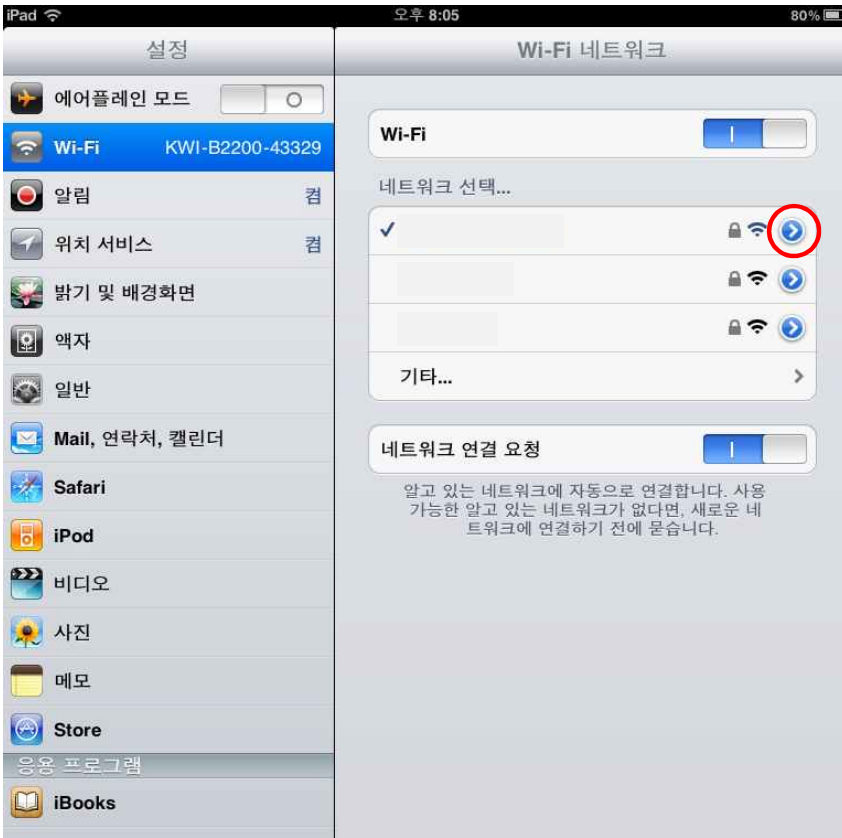 iPad 오후 8:05 80%
설정
에어플레인 모드
Wi-Fi KWI-B2200-43329
알림 켬
위치 서비스 켬
밝기 및 배경화면
액자
일반
Mail, 연락처, 캘린더
Safari
iPod
비디오
사진
메모
Store
응용 프로그램
iBooks
Wi-Fi 네트워크
Wi-Fi
네트워크 선택...
기타...
네트워크 연결 요청
알고 있는 네트워크에 자동으로 연결합니다. 사용
가능한 알고 있는 네트워크가 없다면, 새로운 네
트워크에 연결하기 전에 묻습니다.